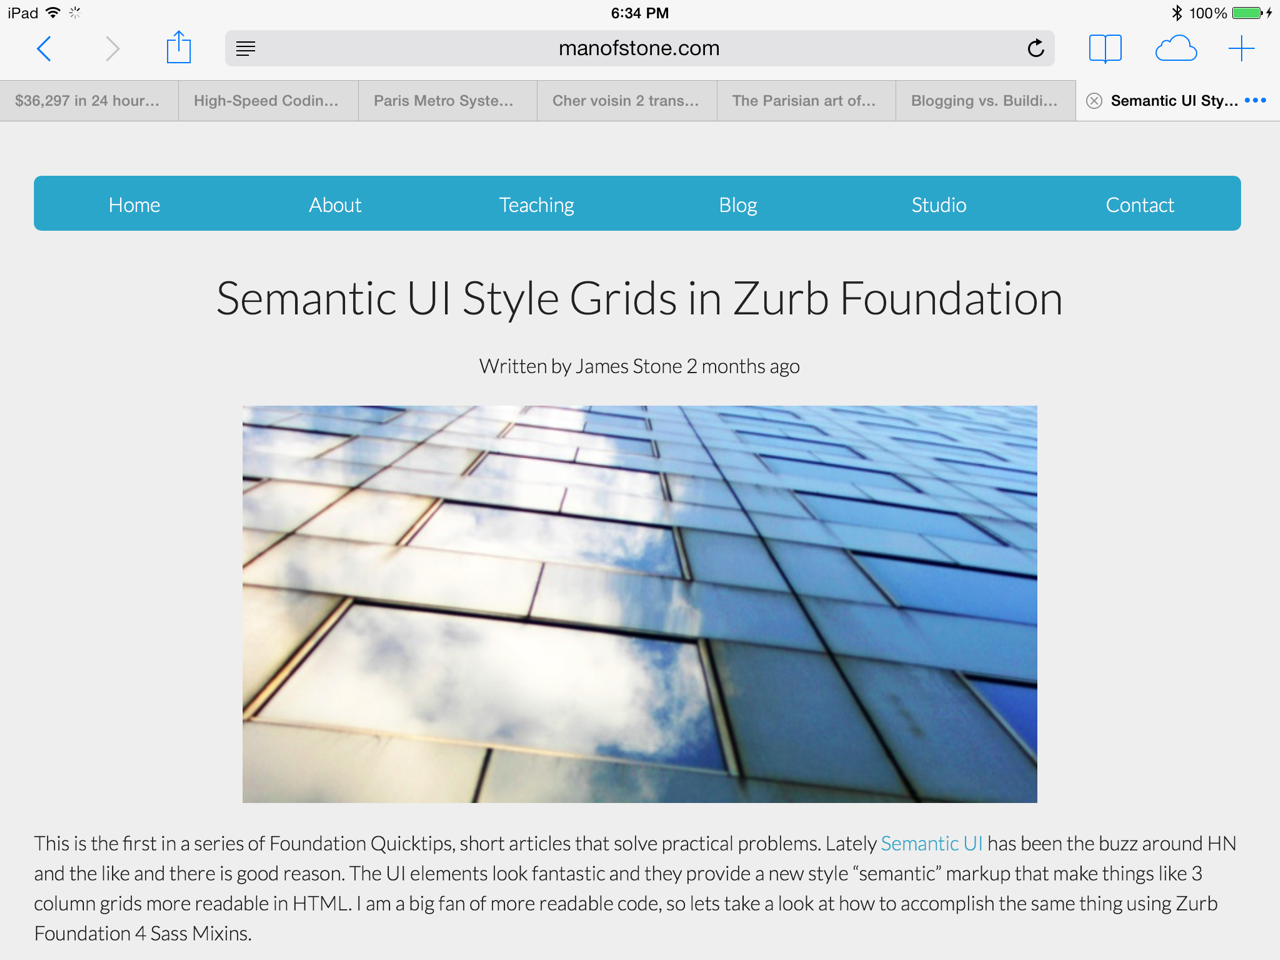 iPad 6:34 PM 100%
manofstone.com
$36,297 in 24 hour... High-Speed Codin... Paris Metro Syste... Cher voisin 2 trans... The Parisian art of... Blogging vs. Buildi... Semantic UI Sty...
Home About Teaching Blog Studio Contact
Semantic UI Style Grids in Zurb Foundation
Written by James Stone 2 months ago
This is the first in a series of Foundation Quicktips, short articles that solve practical problems. Lately Semantic UI has been the buzz around HN
and the like and there is good reason. The UI elements look fantastic and they provide a new style “semantic” markup that make things like 3
column grids more readable in HTML. I am a big fan of more readable code, so lets take a look at how to accomplish the same thing using Zurb
Foundation 4 Sass Mixins.